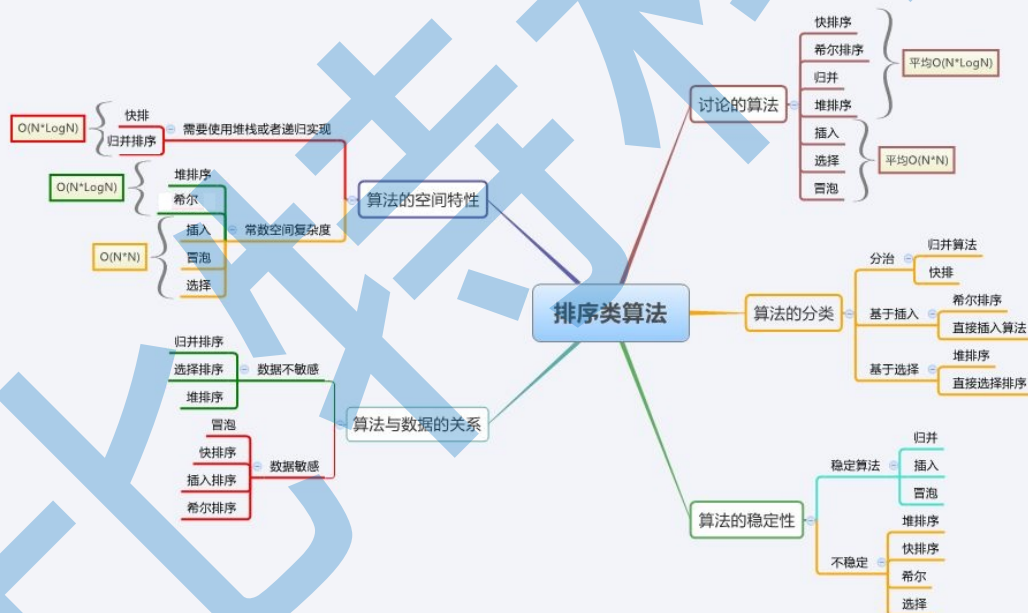 排序类算法
讨论的算法
快排序
希尔排序
归并
堆排序
平均O(N*LogN)
插入
选择
冒泡
平均O(N*N)
算法的分类
分治
归并算法
快排
基于插入
希尔排序
直接插入算法
基于选择
堆排序
直接选择排序
算法的稳定性
稳定算法
归并
插入
冒泡
不稳定
堆排序
快排序
希尔
选择
算法的空间特性
需要使用堆栈或者递归实现
快排
归并排序
O(N*LogN)
常数空间复杂度
堆排序
希尔
O(N*LogN)
插入
冒泡
选择
O(N*N)
算法与数据的关系
数据不敏感
归并排序
选择排序
堆排序
数据敏感
冒泡
快排序
插入排序
希尔排序